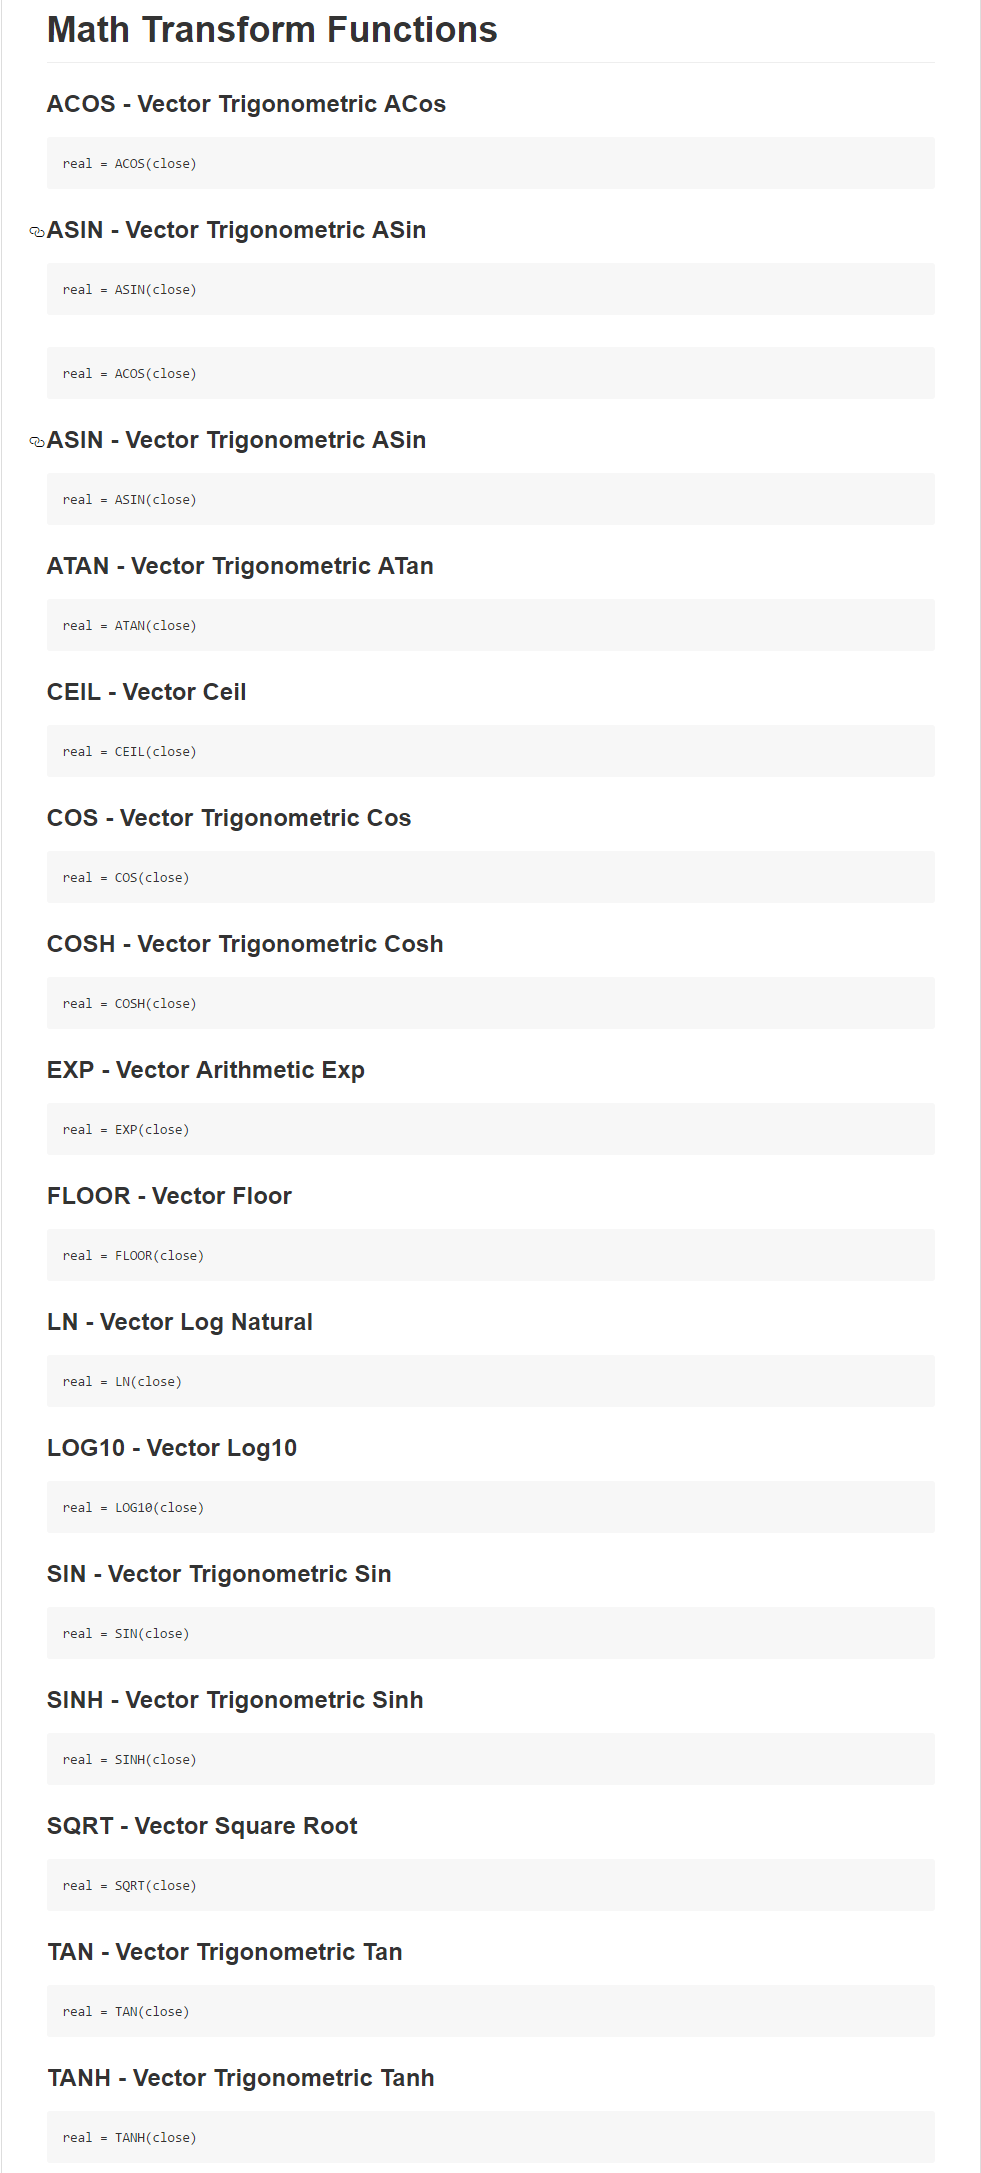 Math Transform Functions
ACOS - Vector Trigonometric ACos
real = ACOS(close)
ASIN - Vector Trigonometric ASin
real = ASIN(close)
real = ACOS(close)
ASIN - Vector Trigonometric ASin
real = ASIN(close)
ATAN - Vector Trigonometric ATan
real = ATAN(close)
CEIL - Vector Ceil
real = CEIL(close)
COS - Vector Trigonometric Cos
real = COS(close)
COSH - Vector Trigonometric Cosh
real = COSH(close)
EXP - Vector Arithmetic Exp
real = EXP(close)
FLOOR - Vector Floor
real = FLOOR(close)
LN - Vector Log Natural
real = LN(close)
LOG10 - Vector Log10
real = LOG10(close)
SIN - Vector Trigonometric Sin
real = SIN(close)
SINH - Vector Trigonometric Sinh
real = SINH(close)
SQRT - Vector Square Root
real = SQRT(close)
TAN - Vector Trigonometric Tan
real = TAN(close)
TANH - Vector Trigonometric Tanh
real = TANH(close)